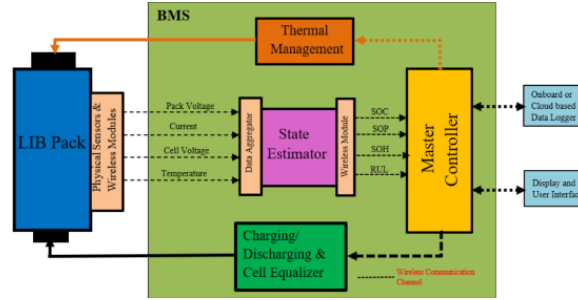 BMS
Thermal
Management
LIB Pack
Physical Sensors &
Wireless Modules
Pack Voltage
Current
Cell Voltage
Temperature
Data Aggregator
State
Estimator
Wireless Module
SOC
SOP
SOH
RUL
Master
Controller
Onboard or
Cloud based
Data Logger
Display and
User Interface
Charging/
Discharging &
Cell Equalizer
Wireless Communication
Channel